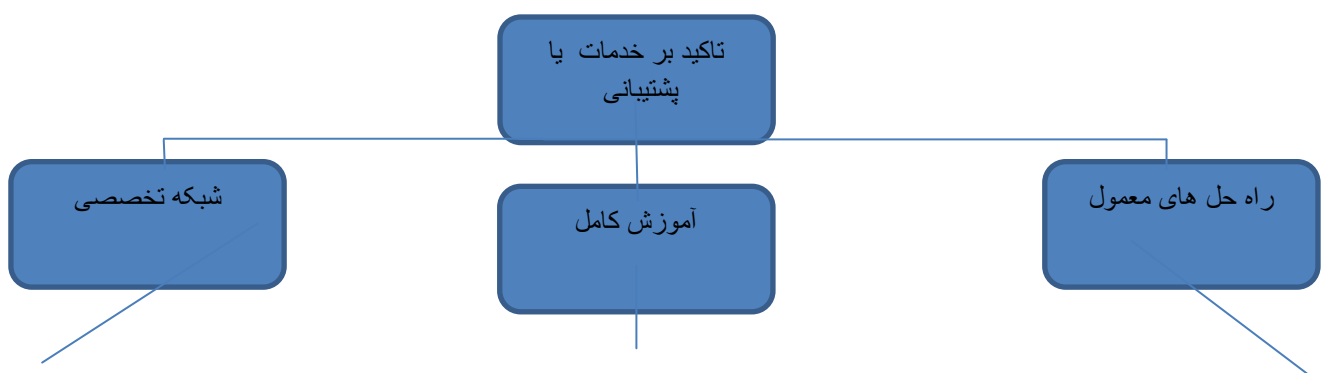 تاکید بر خدمات یا
پشتیبانی
راه حل های معمول
آموزش کامل
شبکه تخصصی